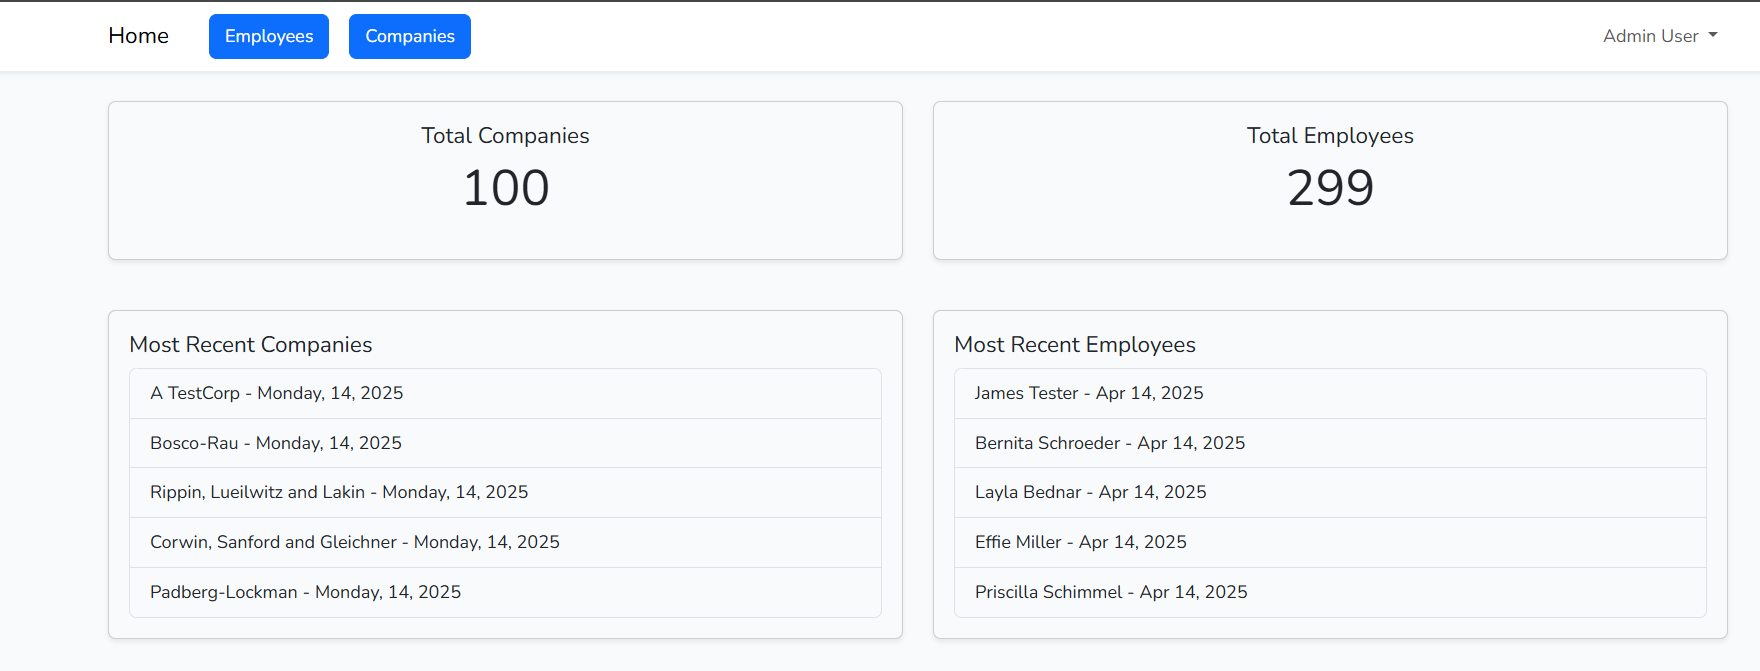 Home Employees Companies Admin User
Total Companies
100
Total Employees
299
Most Recent Companies
A TestCorp - Monday, 14, 2025
Bosco-Rau - Monday, 14, 2025
Rippin, Lueilwitz and Lakin - Monday, 14, 2025
Corwin, Sanford and Gleichner - Monday, 14, 2025
Padberg-Lockman - Monday, 14, 2025
Most Recent Employees
James Tester - Apr 14, 2025
Bernita Schroeder - Apr 14, 2025
Layla Bednar - Apr 14, 2025
Effie Miller - Apr 14, 2025
Priscilla Schimmel - Apr 14, 2025